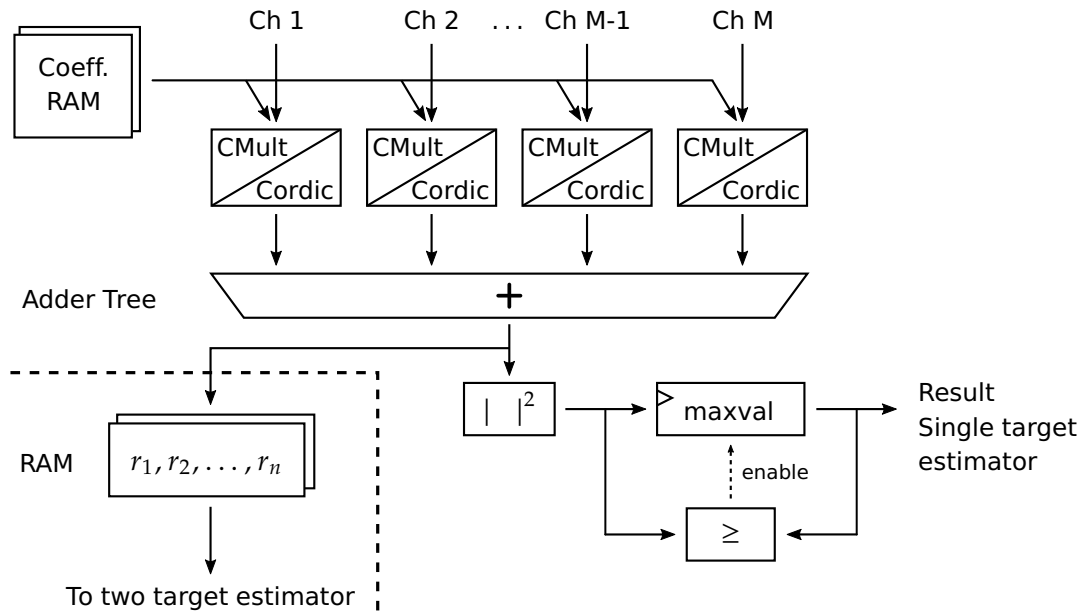 Ch 1
Ch 2
...
Ch M-1
Ch M
Coeff.
RAM
CMult
Cordic
CMult
Cordic
CMult
Cordic
CMult
Cordic
Adder Tree
+
| |²
maxval
Result
Single target
estimator
RAM
r₁, r₂, . . . , rₙ
enable
≥
To two target estimator